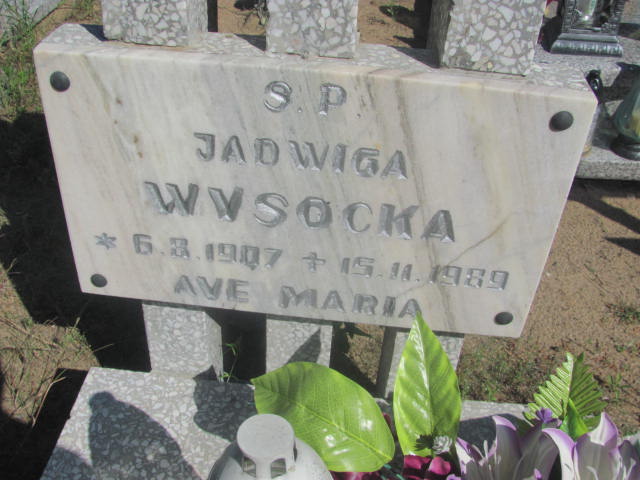 S.P.
JADWIGA
WYSOCKA
* 6.8.1907 + 15.11.1989
AVE MARIA